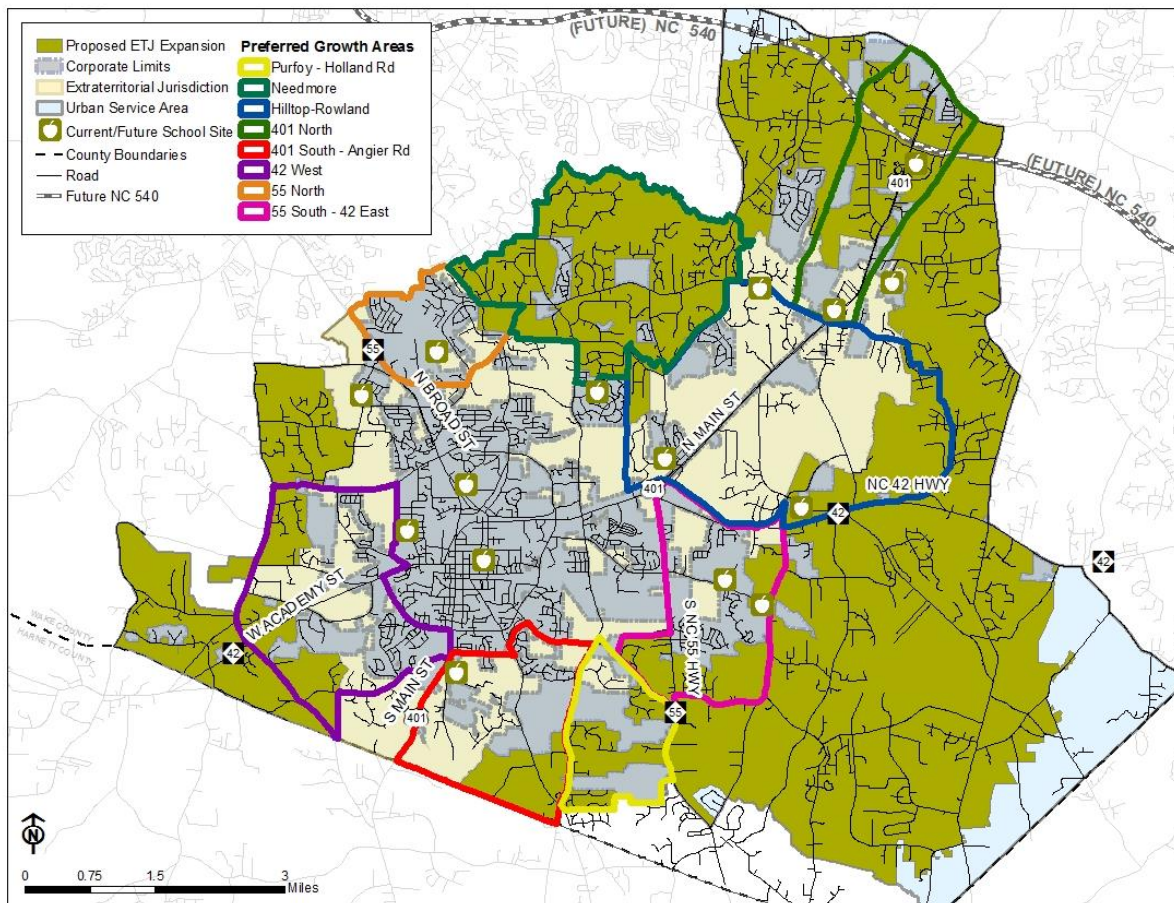 Proposed ETJ Expansion
Corporate Limits
Extraterritorial Jurisdiction
Urban Service Area
Current/Future School Site
County Boundaries
Road
Future NC 540
Preferred Growth Areas
Purfoy - Holland Rd
Needmore
Hilltop-Rowland
401 North
401 South - Angier Rd
42 West
55 North
55 South - 42 East
(FUTURE) NC 540
(FUTURE) NC 540
401
55
N BROAD ST
N MAIN ST
401
NC 42 HWY
42
42
W ACADEMY ST
S NC 55 HWY
WAKE COUNTY
HARNETT COUNTY
42
S MAIN ST
401
55
N
0 0.75 1.5 3
Miles